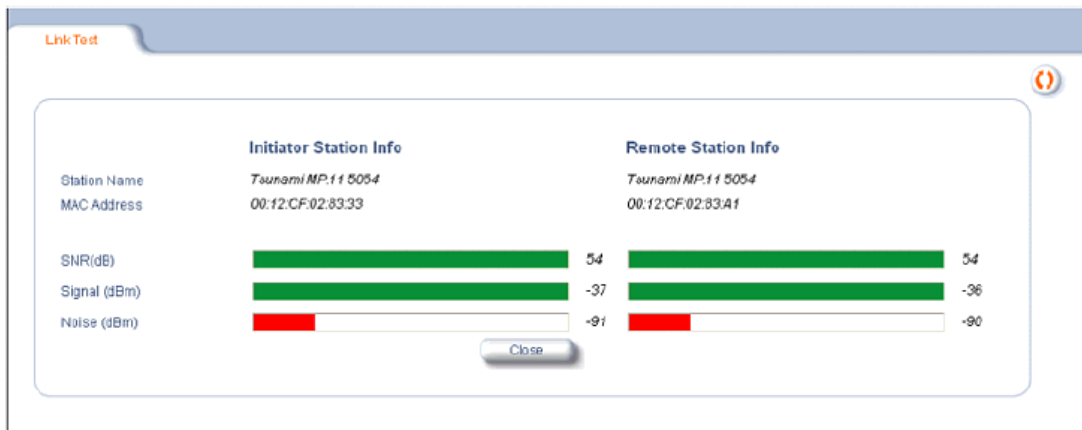 Link Test
Initiator Station Info Remote Station Info
Station Name Tsunami MP.11 5054 Tsunami MP.11 5054
MAC Address 00:12:CF:02:83:33 00:12:CF:02:83:A1
SNR(dB) 54 54
Signal (dBm) -37 -36
Noise (dBm) -91 -90
Close